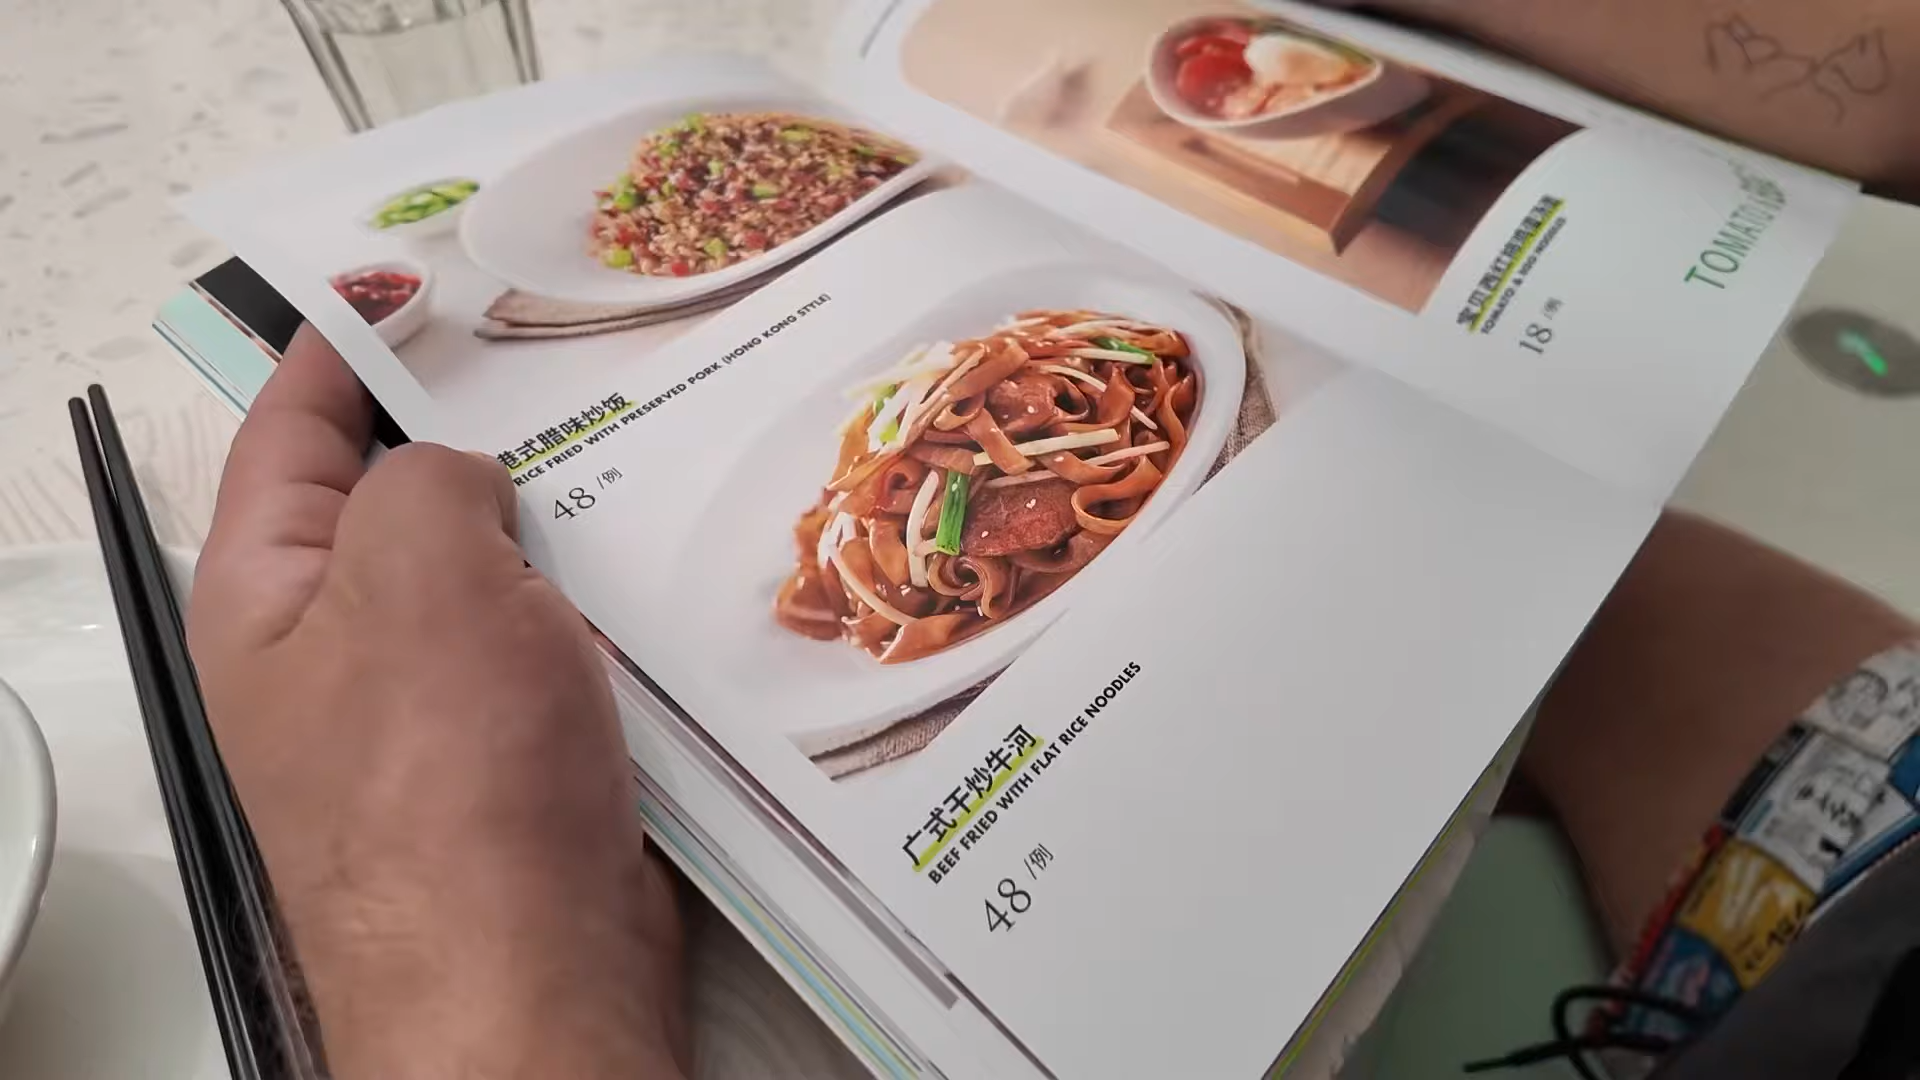 港式腊味炒饭
RICE FRIED WITH PRESERVED PORK (HONG KONG STYLE)
48 /例
广式干炒牛河
BEEF FRIED WITH FLAT RICE NOODLES
48 /例
TOMATO & EGG NOODLES
18 /例
TOMATO